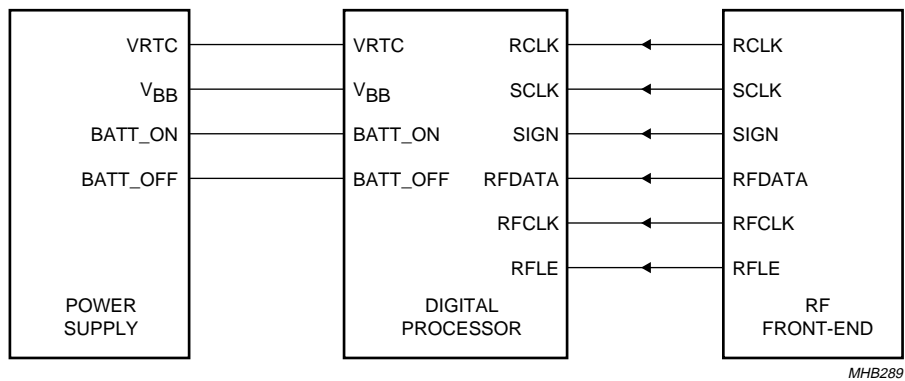 VRTC VRTC RCLK RCLK
VBB VBB SCLK SCLK
BATT_ON BATT_ON SIGN SIGN
BATT_OFF BATT_OFF RFDATA RFDATA
RFCLK RFCLK
RFLE RFLE
POWER SUPPLY
DIGITAL PROCESSOR
RF FRONT-END
MHB289